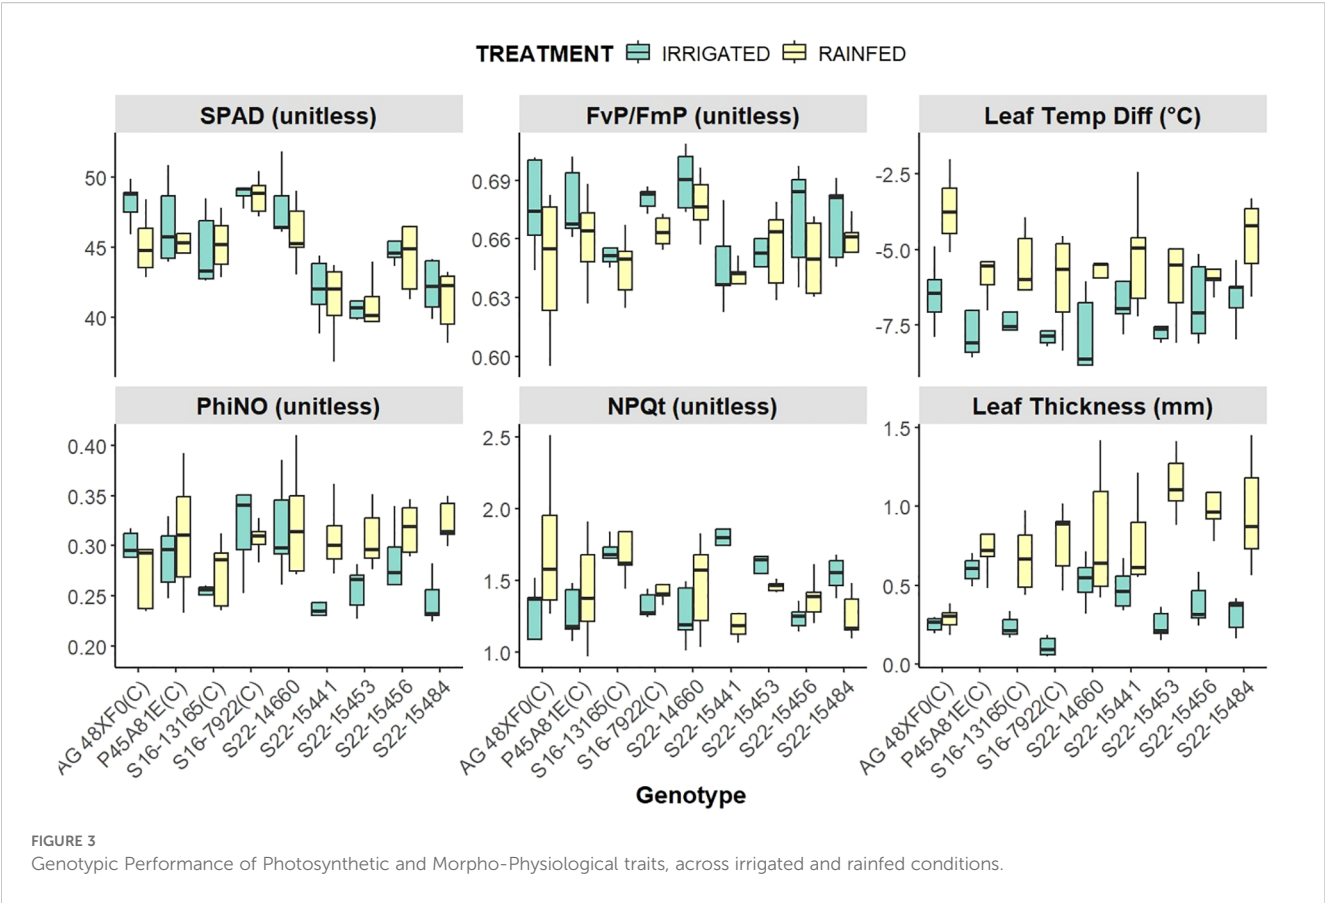 TREATMENT IRRIGATED RAINFED
SPAD (unitless)
50
45
40
FvP/FmP (unitless)
0.69
0.66
0.63
0.60
Leaf Temp Diff (°C)
-2.5
-5.0
-7.5
PhiNO (unitless)
0.40
0.35
0.30
0.25
0.20
NPQt (unitless)
2.5
2.0
1.5
1.0
Leaf Thickness (mm)
1.5
1.0
0.5
0.0
AG 48XF0(C)
P45A81E(C)
S16-13165(C)
S16-7922(C)
S22-14660
S22-15441
S22-15453
S22-15456
S22-15484
AG 48XF0(C)
P45A81E(C)
S16-13165(C)
S16-7922(C)
S22-14660
S22-15441
S22-15453
S22-15456
S22-15484
AG 48XF0(C)
P45A81E(C)
S16-13165(C)
S16-7922(C)
S22-14660
S22-15441
S22-15453
S22-15456
S22-15484
Genotype
FIGURE 3
Genotypic Performance of Photosynthetic and Morpho-Physiological traits, across irrigated and rainfed conditions.